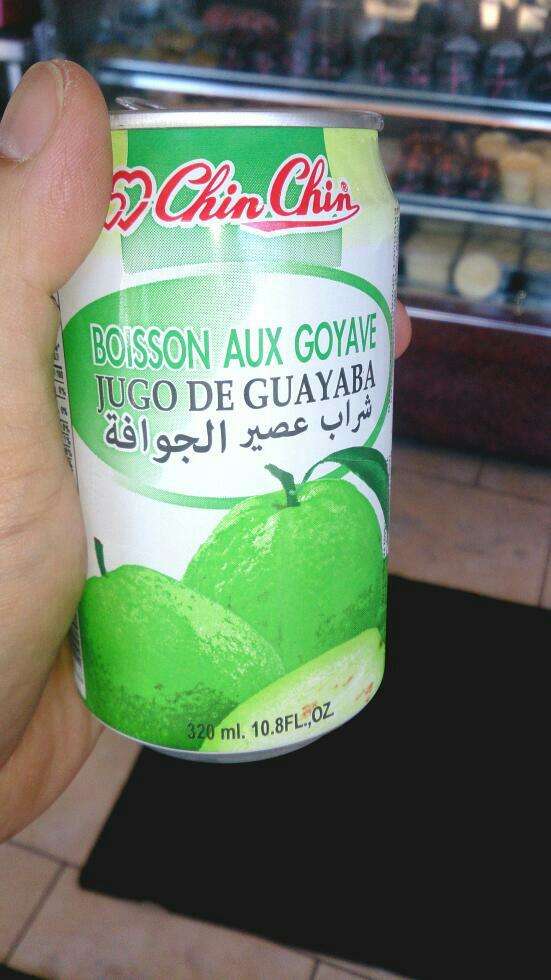 Chin Chin®
BOISSON AUX GOYAVE
JUGO DE GUAYABA
شراب عصير الجوافة
320 ml. 10.8FL.,OZ